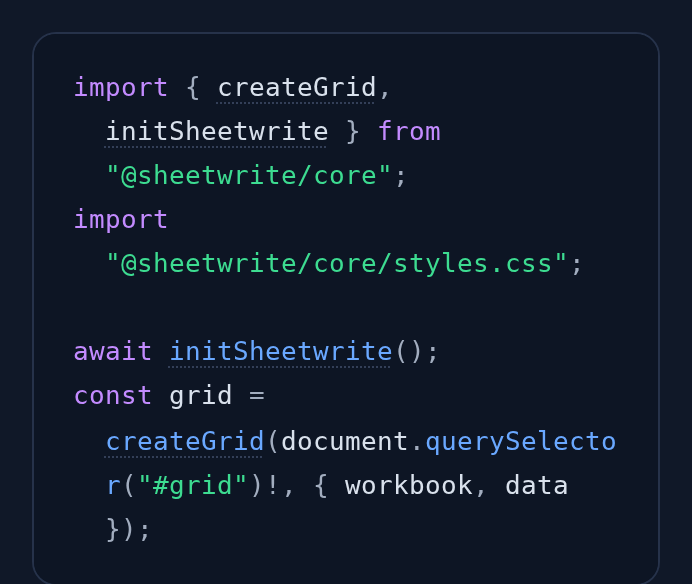 import { createGrid,
initSheetwrite } from
"@sheetwrite/core";
import
"@sheetwrite/core/styles.css";
await initSheetwrite();
const grid =
createGrid(document.querySelecto
r("#grid")!, { workbook, data
});